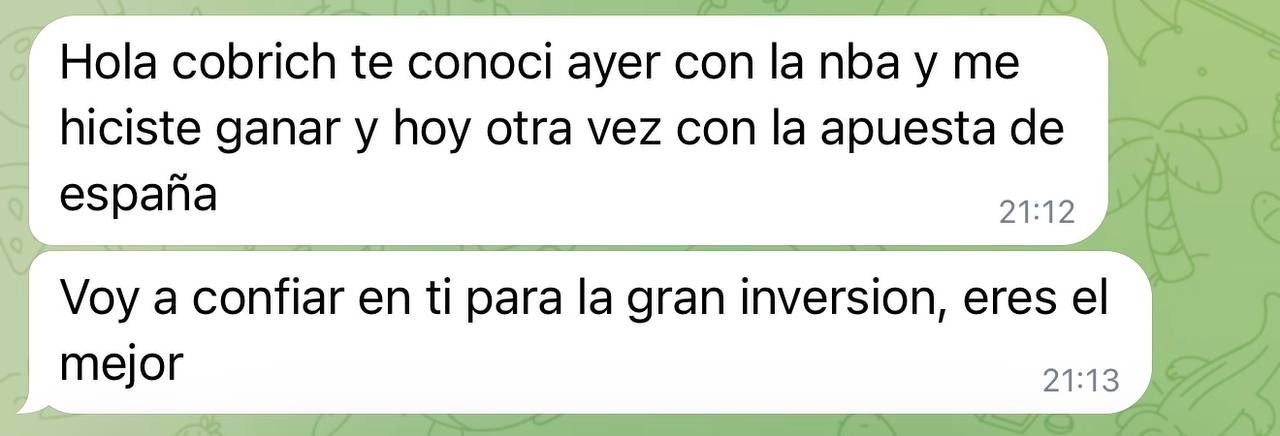 Hola cobrich te conoci ayer con la nba y me
hiciste ganar y hoy otra vez con la apuesta de
españa
21:12
Voy a confiar en ti para la gran inversion, eres el
mejor
21:13